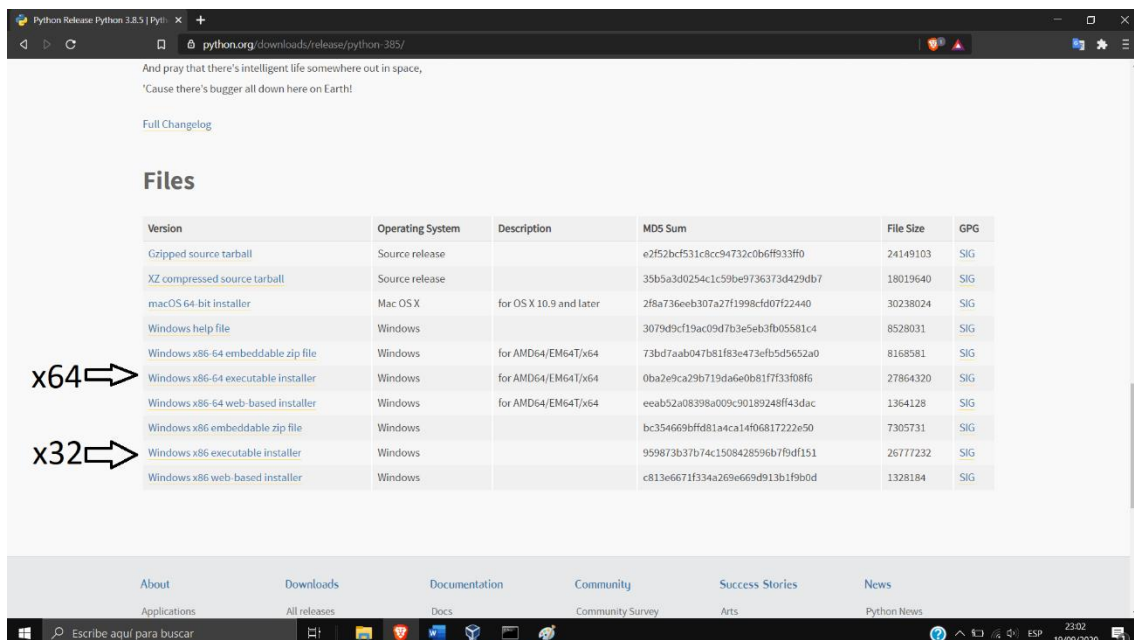 Python Release Python 3.8.5 | Pyth
python.org/downloads/release/python-385/
And pray that there's intelligent life somewhere out in space,
'Cause there's bugger all down here on Earth!
Full Changelog
Files
Version Operating System Description MD5 Sum File Size GPG
Gzipped source tarball Source release e2f52bcf531c8cc94732c0b6ff933ff0 24149103 SIG
XZ compressed source tarball Source release 35b5a3d0254c1c59be9736373d429db7 18019640 SIG
macOS 64-bit installer Mac OS X for OS X 10.9 and later 2f8a736eeb307a27f1998cfd07f22440 30238024 SIG
Windows help file Windows 3079d9cf19ac09d7b3e5eb3fb05581c4 8528031 SIG
Windows x86-64 embeddable zip file Windows for AMD64/EM64T/x64 73bd7aab047b81f83e473efb5d5652a0 8168581 SIG
x64 Windows x86-64 executable installer Windows for AMD64/EM64T/x64 0ba2e9ca29b719da6e0b81f7f33f08f6 27864320 SIG
Windows x86-64 web-based installer Windows for AMD64/EM64T/x64 eeab52a08398a009c90189248ff43dac 1364128 SIG
Windows x86 embeddable zip file Windows bc354669bffd81a4ca14f06817222e50 7305731 SIG
x32 Windows x86 executable installer Windows 959873b37b74c1508428596b7f9df151 26777232 SIG
Windows x86 web-based installer Windows c813e6671f334a269e669d913b1f9b0d 1328184 SIG
About Downloads Documentation Community Success Stories News
Applications All releases Docs Community Survey Arts Python News
Escribe aquí para buscar ESP 23:02